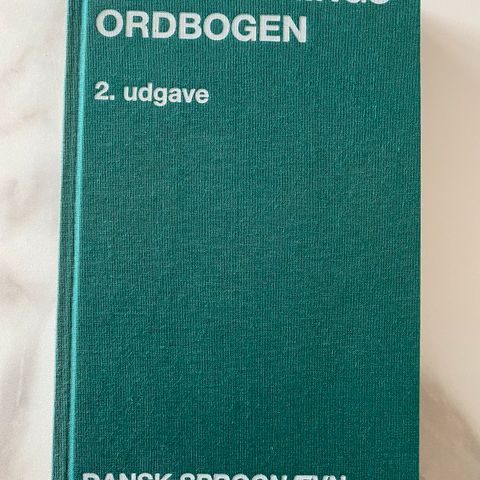 ORDBOGEN
2. udgave
DANSK SPROGNÆVN